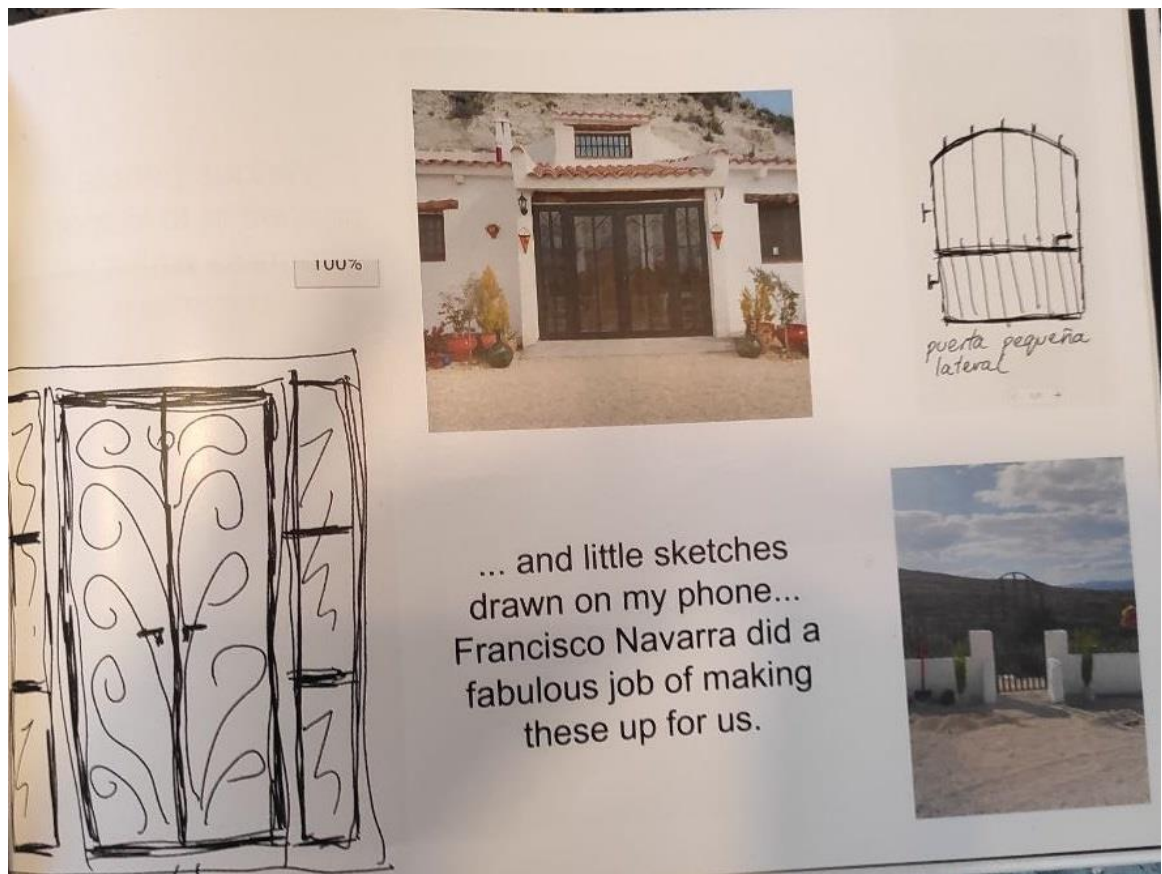 100%
puerta pequeña
lateral
... and little sketches
drawn on my phone...
Francisco Navarra did a
fabulous job of making
these up for us.